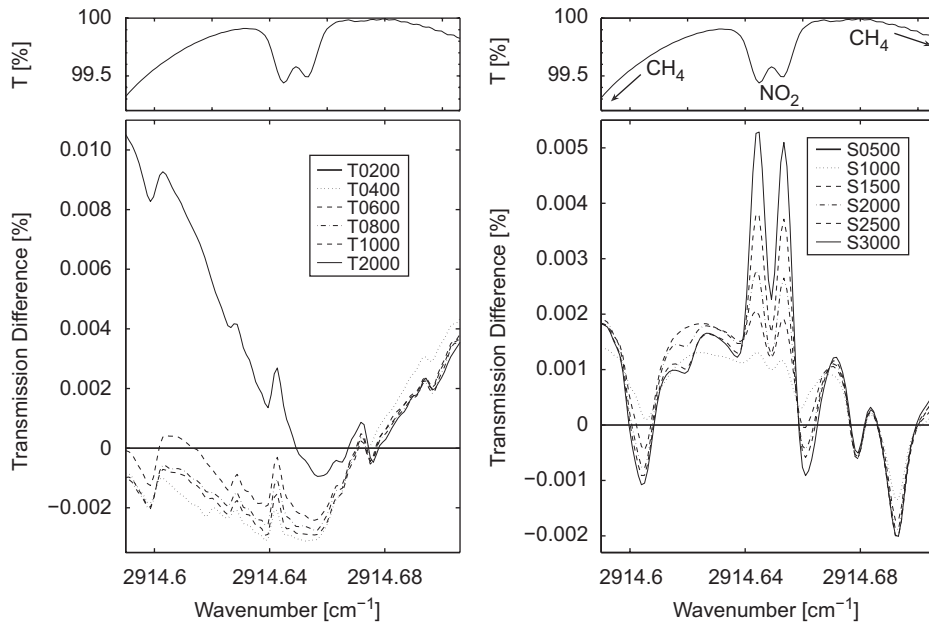 100
99.5
T [%]
100
99.5
T [%]
CH4
NO2
CH4
0.010
0.008
0.006
0.004
0.002
0
−0.002
Transmission Difference [%]
T0200
T0400
T0600
T0800
T1000
T2000
2914.6 2914.64 2914.68
Wavenumber [cm−1]
0.005
0.004
0.003
0.002
0.001
0
−0.001
−0.002
Transmission Difference [%]
S0500
S1000
S1500
S2000
S2500
S3000
2914.6 2914.64 2914.68
Wavenumber [cm−1]